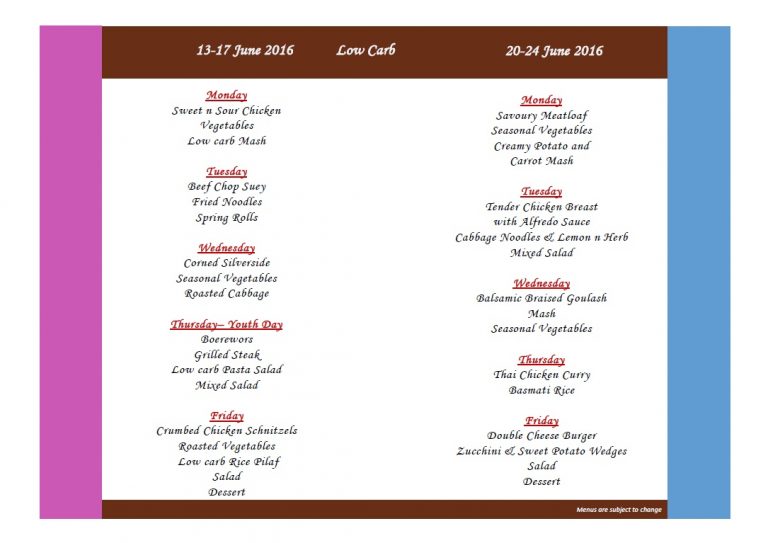 13-17 June 2016
Low Carb
20-24 June 2016
Monday
Sweet n Sour Chicken
Vegetables
Low carb Mash
Tuesday
Beef Chop Suey
Fried Noodles
Spring Rolls
Wednesday
Corned Silverside
Seasonal Vegetables
Roasted Cabbage
Thursday– Youth Day
Boerewors
Grilled Steak
Low carb Pasta Salad
Mixed Salad
Friday
Crumbed Chicken Schnitzels
Roasted Vegetables
Low carb Rice Pilaf
Salad
Dessert
Monday
Savoury Meatloaf
Seasonal Vegetables
Creamy Potato and
Carrot Mash
Tuesday
Tender Chicken Breast
with Alfredo Sauce
Cabbage Noodles & Lemon n Herb
Mixed Salad
Wednesday
Balsamic Braised Goulash
Mash
Seasonal Vegetables
Thursday
Thai Chicken Curry
Basmati Rice
Friday
Double Cheese Burger
Zucchini & Sweet Potato Wedges
Salad
Dessert
Menus are subject to change